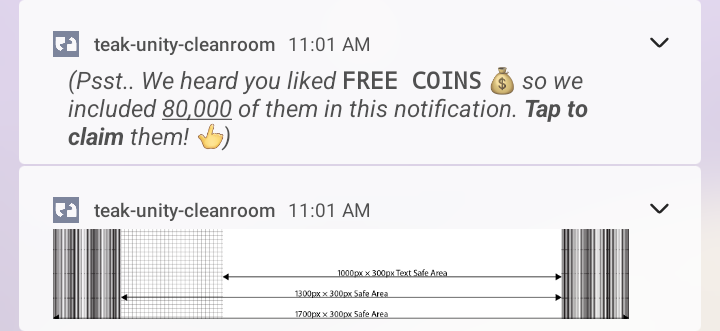 teak-unity-cleanroom 11:01 AM
(Psst.. We heard you liked FREE COINS 💰 so we
included 80,000 of them in this notification. Tap to
claim them! 👆)
teak-unity-cleanroom 11:01 AM
1000px x 300px Text Safe Area
1300px x 300px Safe Area
1700px x 300px Safe Area